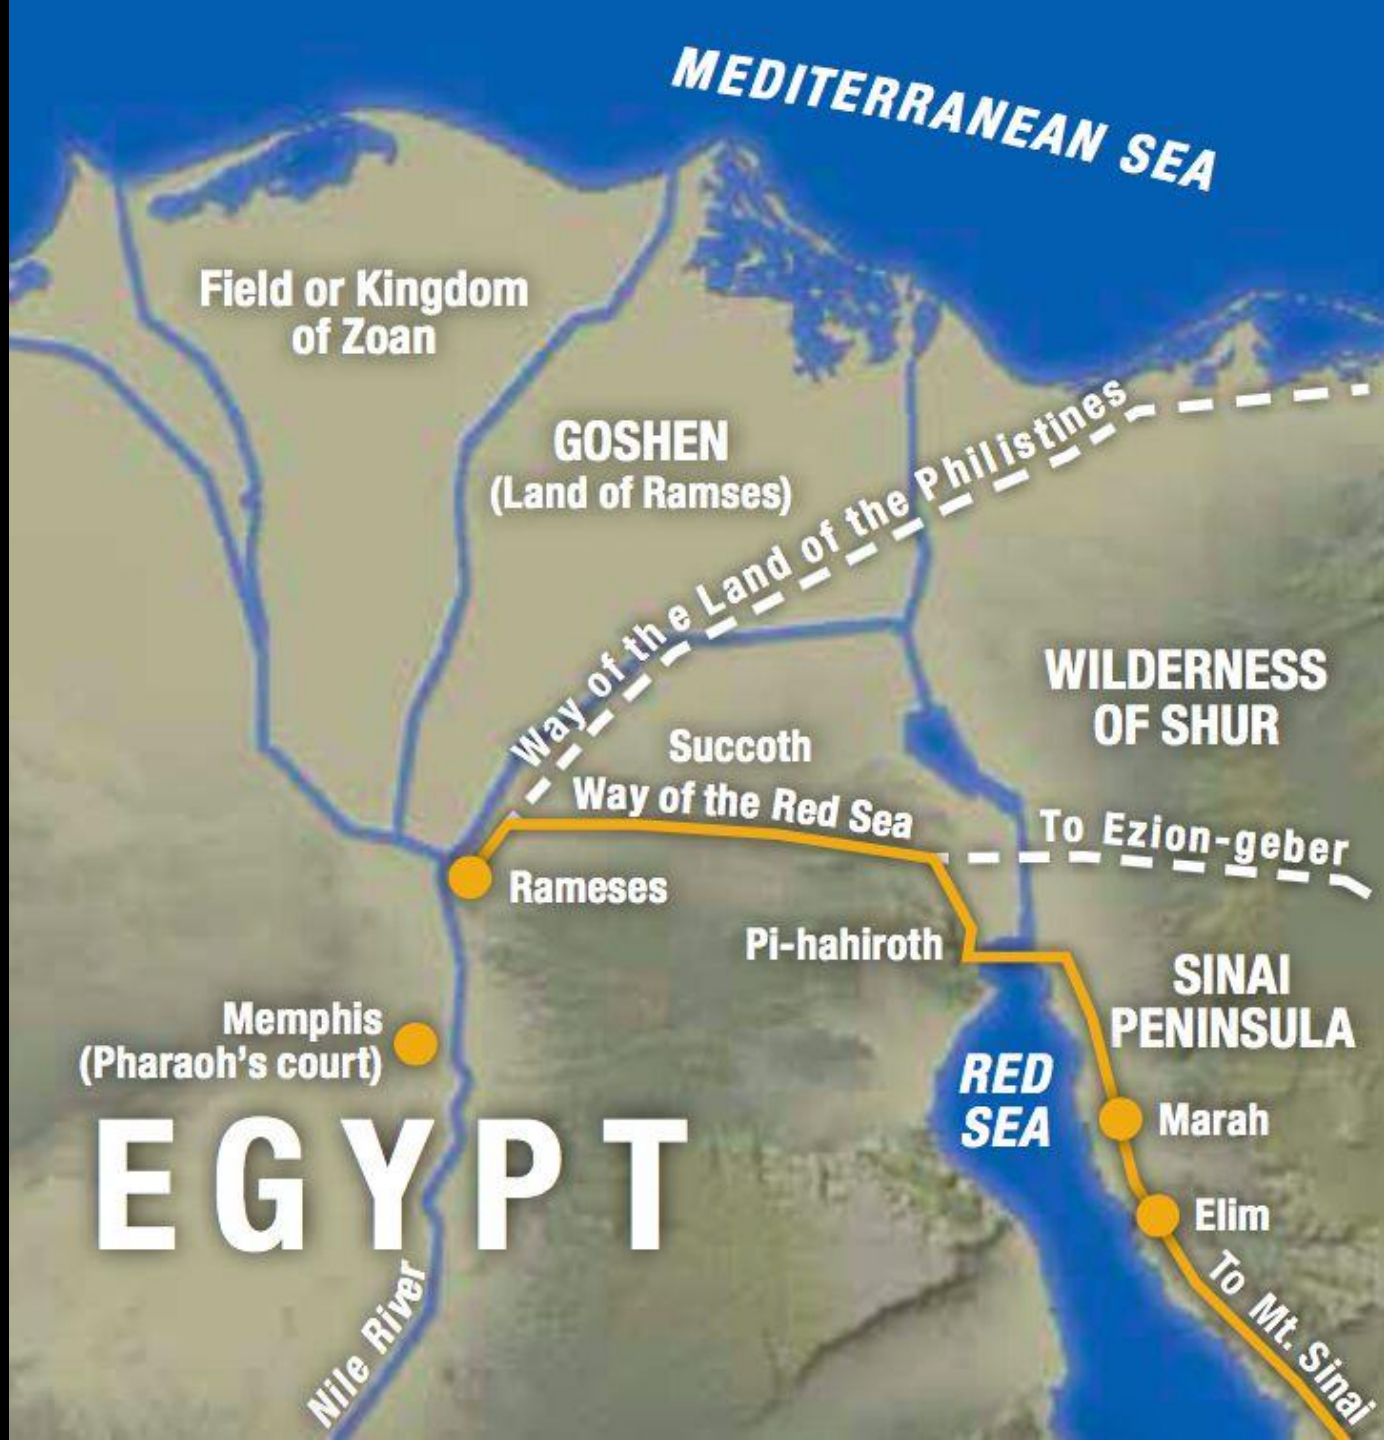 MEDITERRANEAN SEA
Field or Kingdom
of Zoan
GOSHEN
(Land of Ramses)
Way of the Land of the Philistines
WILDERNESS
OF SHUR
Succoth
Way of the Red Sea
To Ezion-geber
Rameses
Pi-hahiroth
SINAI
PENINSULA
Memphis
(Pharaoh's court)
RED
SEA
Marah
EGYPT
Elim
To Mt. Sinai
Nile River